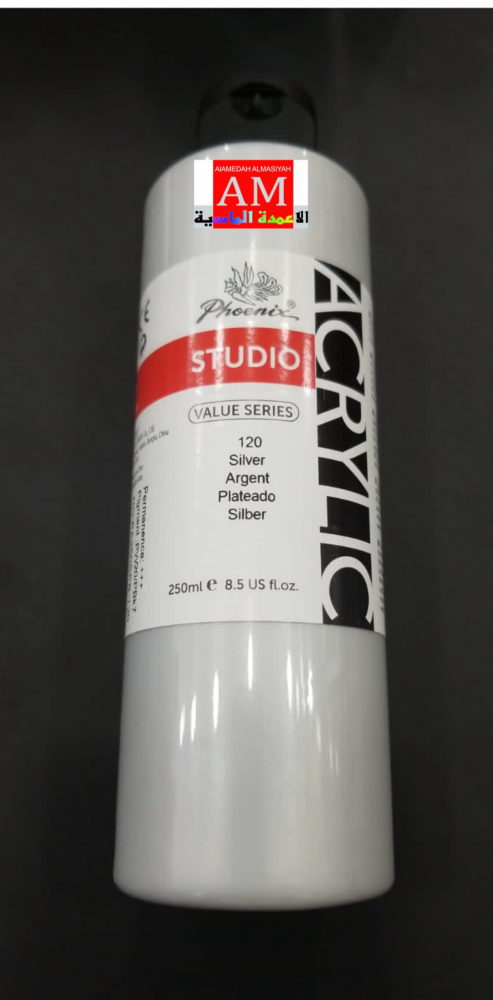 AIAMEDAH ALMASIYAH
AM
الاعمدة الماسية
Phoenix®
STUDIO
VALUE SERIES
120
Silver
Argent
Plateado
Silber
250ml e 8.5 US fl.oz.
ACRYLIC
Permanence: +++